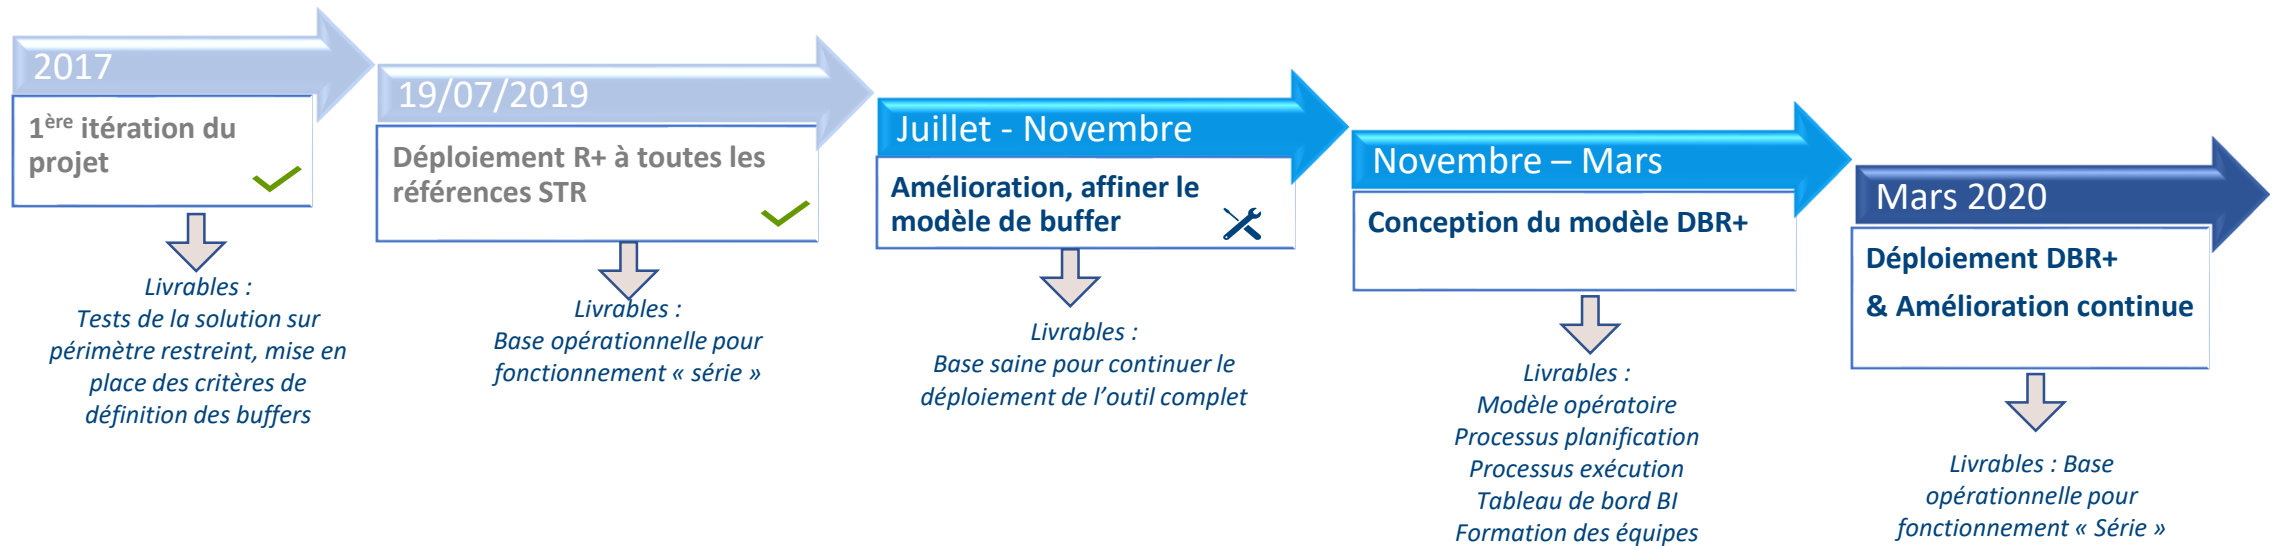 2017
1ère itération du
projet
Livrables :
Tests de la solution sur
périmètre restreint, mise en
place des critères de
définition des buffers
19/07/2019
Déploiement R+ à toutes les
références STR
Livrables :
Base opérationnelle pour
fonctionnement « série »
Juillet - Novembre
Amélioration, affiner le
modèle de buffer
Livrables :
Base saine pour continuer le
déploiement de l’outil complet
Novembre – Mars
Conception du modèle DBR+
Livrables :
Modèle opératoire
Processus planification
Processus exécution
Tableau de bord BI
Formation des équipes
Mars 2020
Déploiement DBR+
& Amélioration continue
Livrables : Base
opérationnelle pour
fonctionnement « Série »